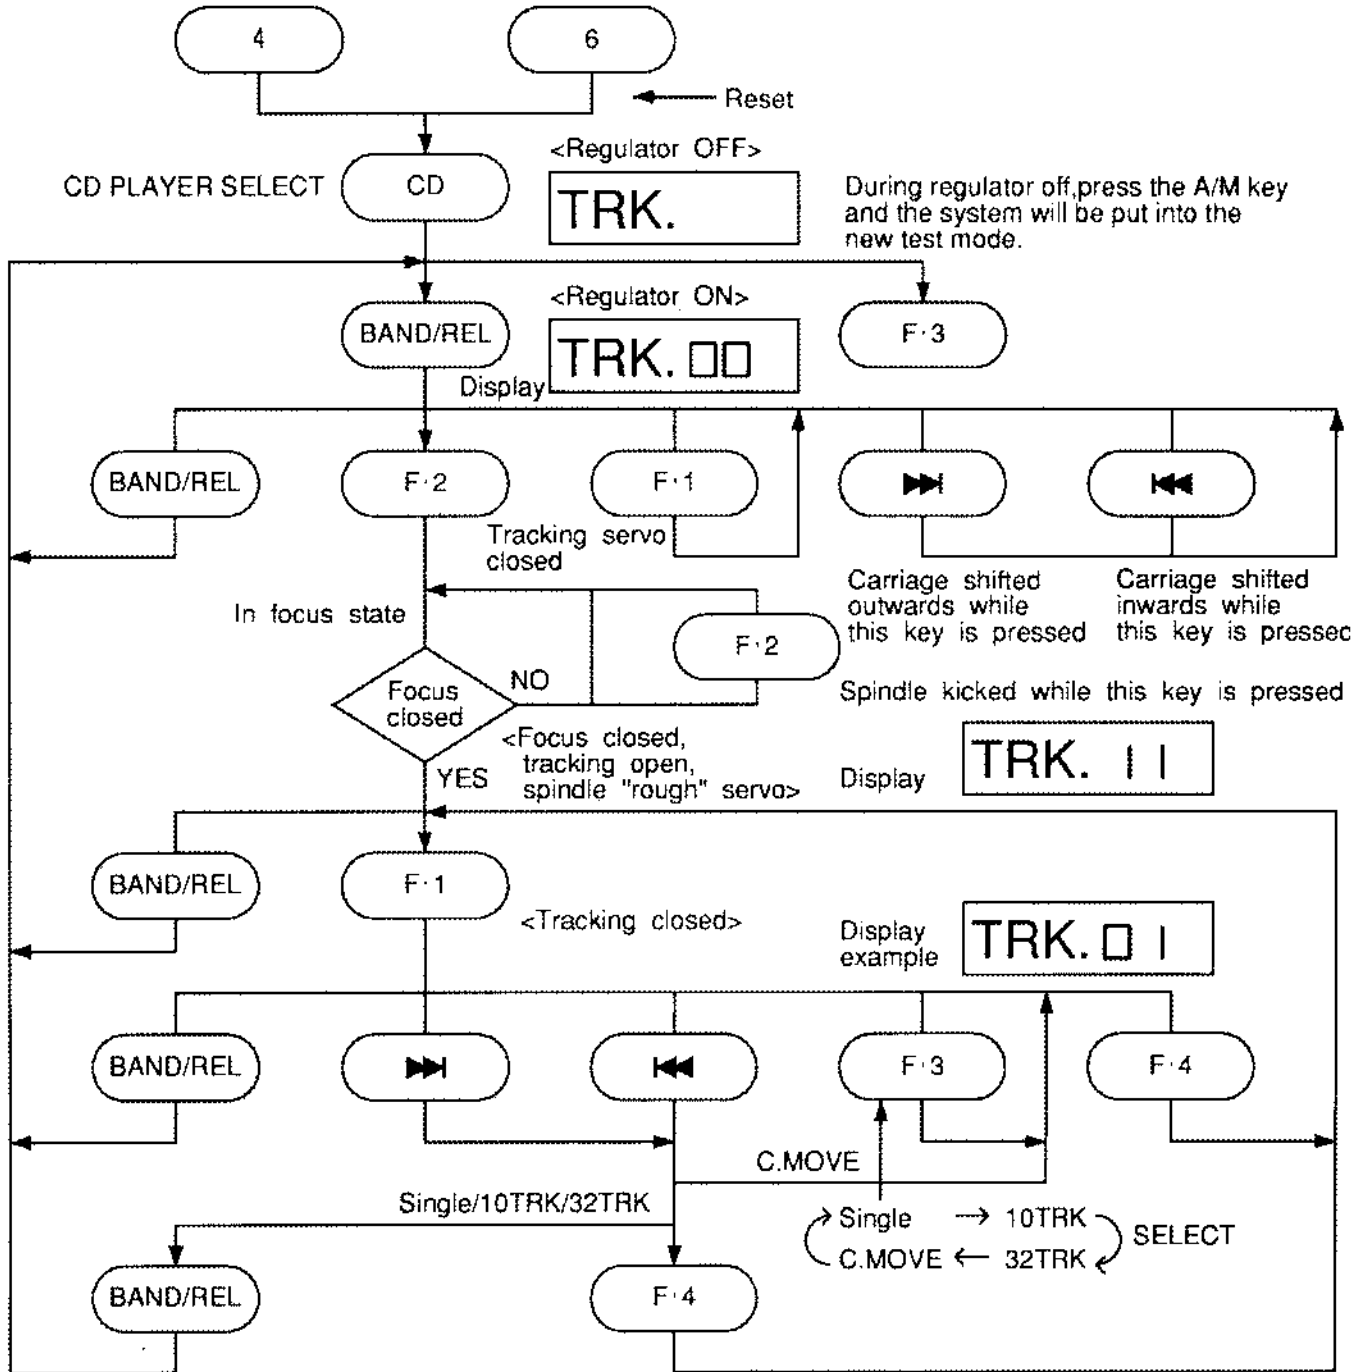 4
6
Reset
<Regulator OFF>
CD PLAYER SELECT
CD
TRK.
During regulator off,press the A/M key
and the system will be put into the
new test mode.
<Regulator ON>
BAND/REL
TRK. 00
F·3
Display
BAND/REL
F·2
F·1
Tracking servo
closed
Carriage shifted
outwards while
this key is pressed
Carriage shifted
inwards while
this key is pressed
In focus state
F·2
Focus
closed
NO
Spindle kicked while this key is pressed
<Focus closed,
tracking open,
spindle "rough" servo>
YES
Display
TRK. 11
BAND/REL
F·1
<Tracking closed>
Display
example
TRK. 01
BAND/REL
F·3
F·4
C.MOVE
Single/10TRK/32TRK
Single → 10TRK
C.MOVE ← 32TRK
SELECT
BAND/REL
F·4